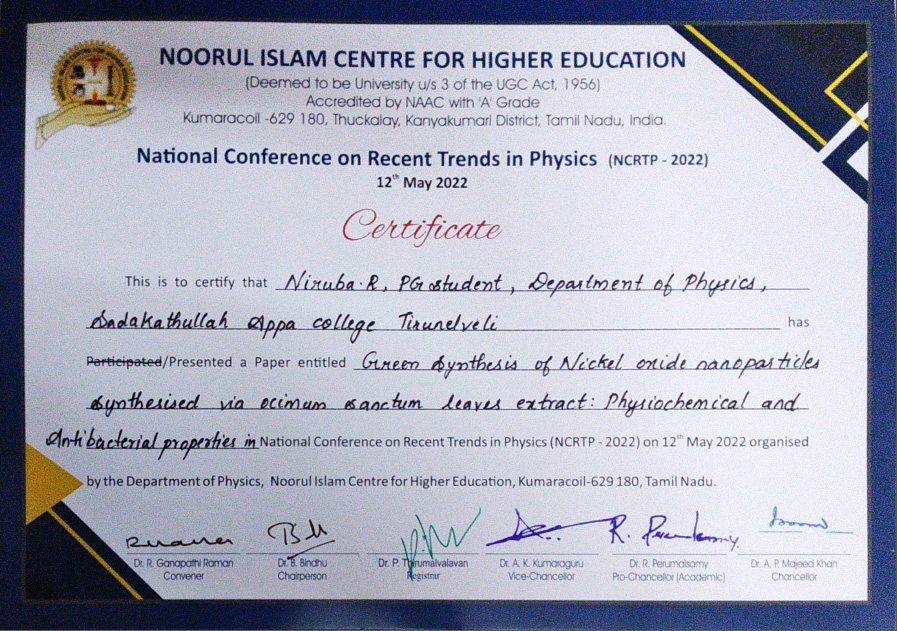 NOORUL ISLAM CENTRE FOR HIGHER EDUCATION
(Deemed to be University u/s 3 of the UGC Act, 1956)
Accredited by NAAC with 'A' Grade
Kumaracoil -629 180, Thuckalay, Kanyakumari District, Tamil Nadu, India.
National Conference on Recent Trends in Physics (NCRTP - 2022)
12th May 2022
Certificate
This is to certify that Niruba.R, PG student, Department of Physics,
Sadakathullah Appa college Tirunelveli has
Participated/Presented a Paper entitled Green Synthesis of Nickel oxide nanoparticles
synthesised via ocimum sanctum leaves extract: Physiochemical and
Antibacterial properties in National Conference on Recent Trends in Physics (NCRTP - 2022) on 12th May 2022 organised
by the Department of Physics, Noorul Islam Centre for Higher Education, Kumaracoil-629 180, Tamil Nadu.
R. Perumalsamy
Dr. R. Ganapathi Raman Dr. B. Bindhu Dr. P. Thirumalvalavan Dr. A. K. Kumaraguru Dr. R. Perumalsamy Dr. A. P. Majeed Khan
Convener Chairperson Registrar Vice-Chancellor Pro-Chancellor (Academic) Chancellor